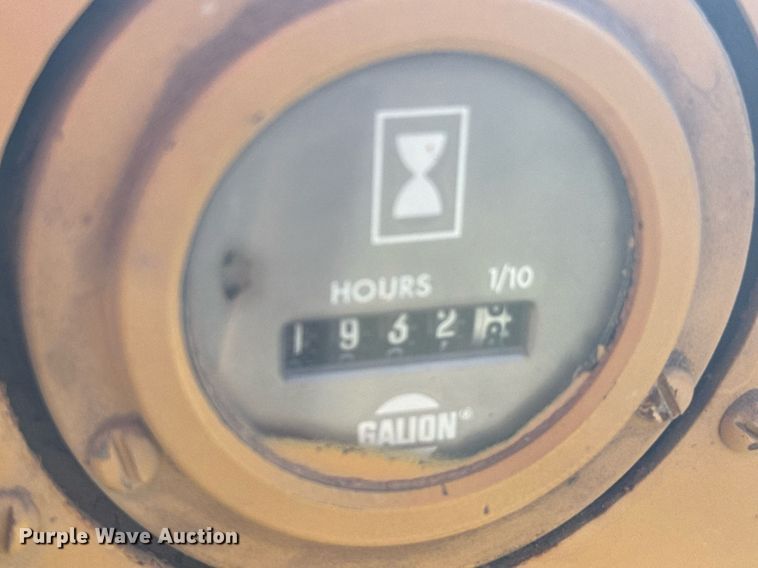 HOURS 1/10
1932
GALION®
Purple Wave Auction